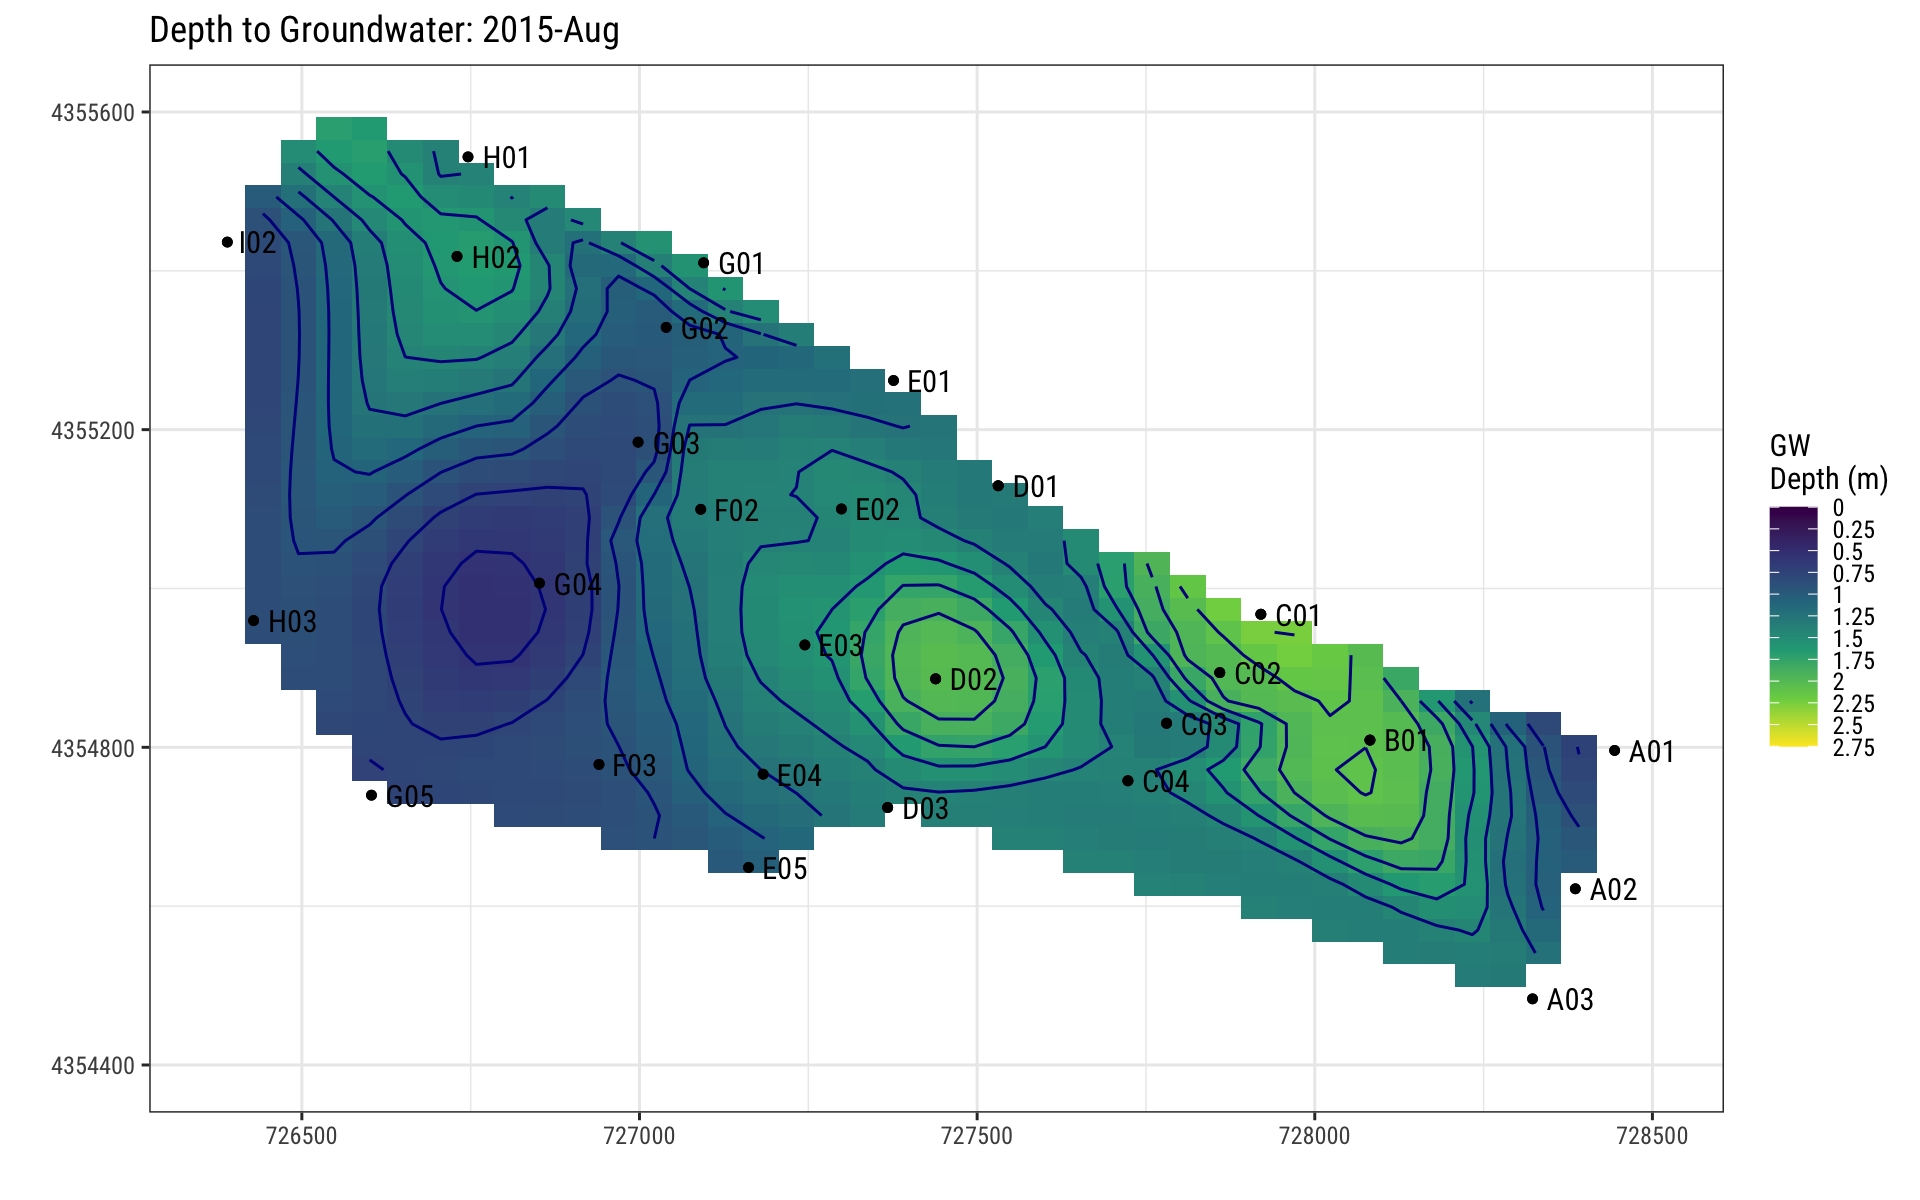 Depth to Groundwater: 2015-Aug
4355600
4355200
4354800
4354400
726500
727000
727500
728000
728500
H01
I02
H02
G01
G02
E01
G03
D01
F02
E02
G04
C01
H03
E03
C02
D02
C03
B01
A01
F03
E04
C04
G05
D03
E05
A02
A03
GW
Depth (m)
0
0.25
0.5
0.75
1
1.25
1.5
1.75
2
2.25
2.5
2.75